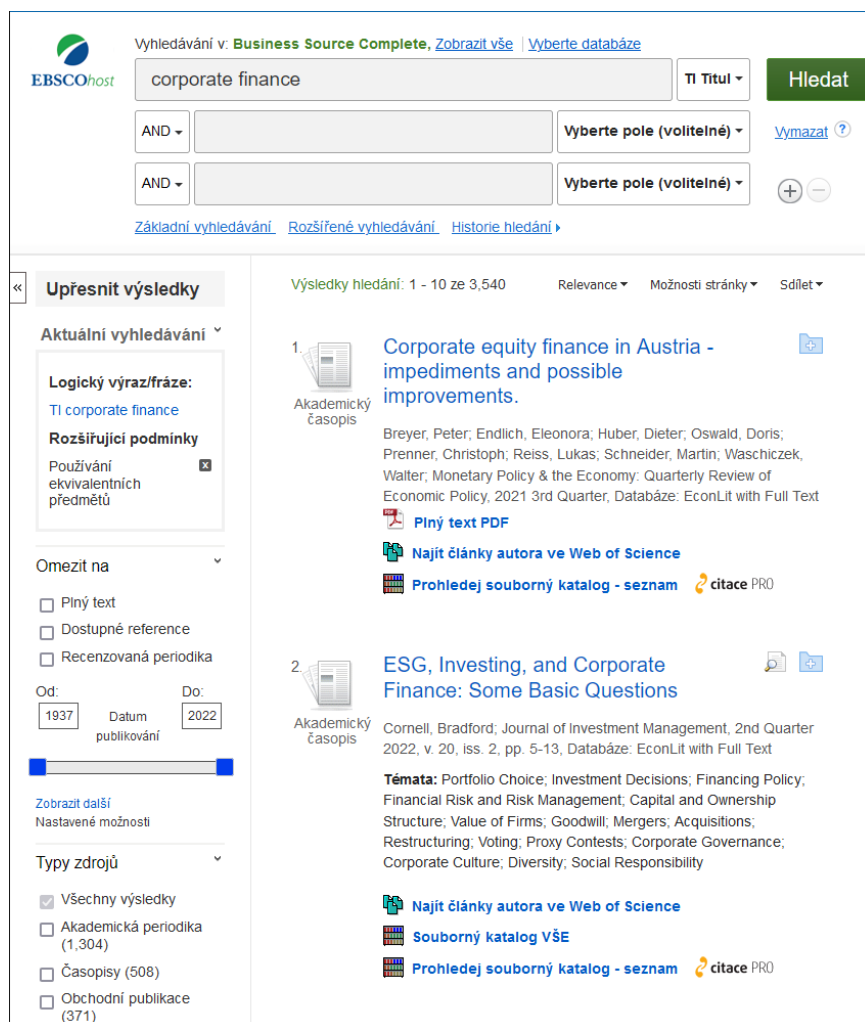 EBSCOhost
Vyhledávání v: Business Source Complete, Zobrazit vše | Vyberte databáze
corporate finance
TI Titul
Hledat
AND
Vyberte pole (volitelné)
Vymazat ?
AND
Vyberte pole (volitelné)
Základní vyhledávání Rozšířené vyhledávání Historie hledání
«
Upřesnit výsledky
Aktuální vyhledávání
Logický výraz/fráze:
TI corporate finance
Rozšiřující podmínky
Používání
ekvivalentních
předmětů
x
Omezit na
Plný text
Dostupné reference
Recenzovaná periodika
Od:
Do:
1937
Datum
publikování
2022
Zobrazit další
Nastavené možnosti
Typy zdrojů
Všechny výsledky
Akademická periodika
(1,304)
Časopisy (508)
Obchodní publikace
(371)
Výsledky hledání: 1 - 10 ze 3,540
Relevance
Možnosti stránky
Sdílet
1.
Akademický
časopis
Corporate equity finance in Austria -
impediments and possible
improvements.
Breyer, Peter; Endlich, Eleonora; Huber, Dieter; Oswald, Doris;
Prenner, Christoph; Reiss, Lukas; Schneider, Martin; Waschiczek,
Walter; Monetary Policy & the Economy: Quarterly Review of
Economic Policy, 2021 3rd Quarter, Databáze: EconLit with Full Text
PDF
Plný text PDF
Najít články autora ve Web of Science
Prohledej souborný katalog - seznam
citace PRO
2.
Akademický
časopis
ESG, Investing, and Corporate
Finance: Some Basic Questions
Cornell, Bradford; Journal of Investment Management, 2nd Quarter
2022, v. 20, iss. 2, pp. 5-13, Databáze: EconLit with Full Text
Témata: Portfolio Choice; Investment Decisions; Financing Policy;
Financial Risk and Risk Management; Capital and Ownership
Structure; Value of Firms; Goodwill; Mergers; Acquisitions;
Restructuring; Voting; Proxy Contests; Corporate Governance;
Corporate Culture; Diversity; Social Responsibility
Najít články autora ve Web of Science
Souborný katalog VŠE
Prohledej souborný katalog - seznam
citace PRO